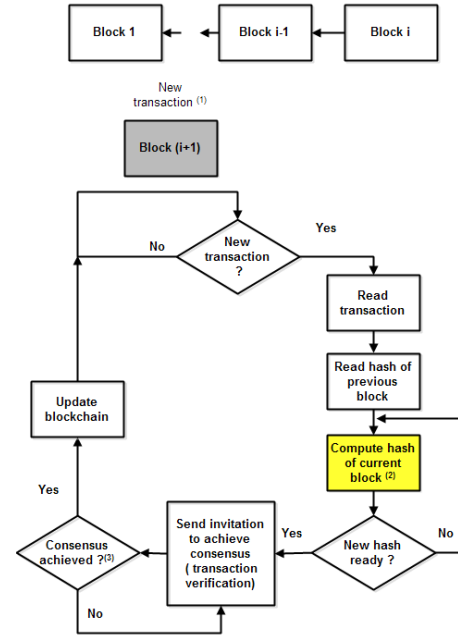 Block 1
Block i-1
Block i
New
transaction (1)
Block (i+1)
New
transaction
?
No
Yes
Read
transaction
Read hash of
previous
block
Compute hash
of current
block (2)
New hash
ready ?
No
Yes
Send invitation
to achieve
consensus
( transaction
verification)
Consensus
achieved ?(3)
No
Yes
Update
blockchain